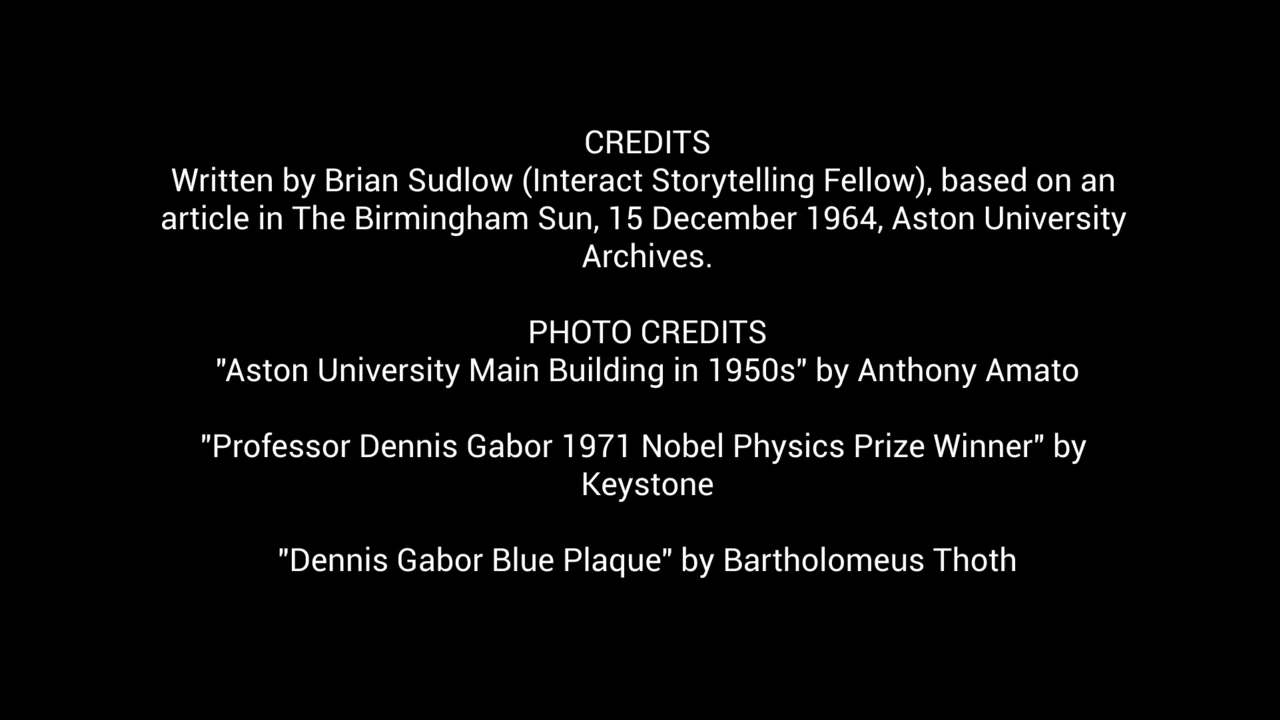 CREDITS
Written by Brian Sudlow (Interact Storytelling Fellow), based on an
article in The Birmingham Sun, 15 December 1964, Aston University
Archives.
PHOTO CREDITS
"Aston University Main Building in 1950s" by Anthony Amato
"Professor Dennis Gabor 1971 Nobel Physics Prize Winner" by
Keystone
"Dennis Gabor Blue Plaque" by Bartholomeus Thoth